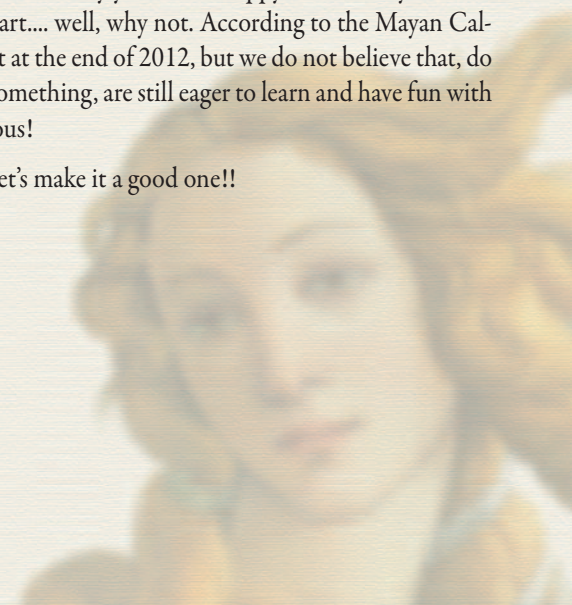 art.... well, why not. According to the Mayan Cal-
t at the end of 2012, but we do not believe that, do
omething, are still eager to learn and have fun with
ous!
et’s make it a good one!!